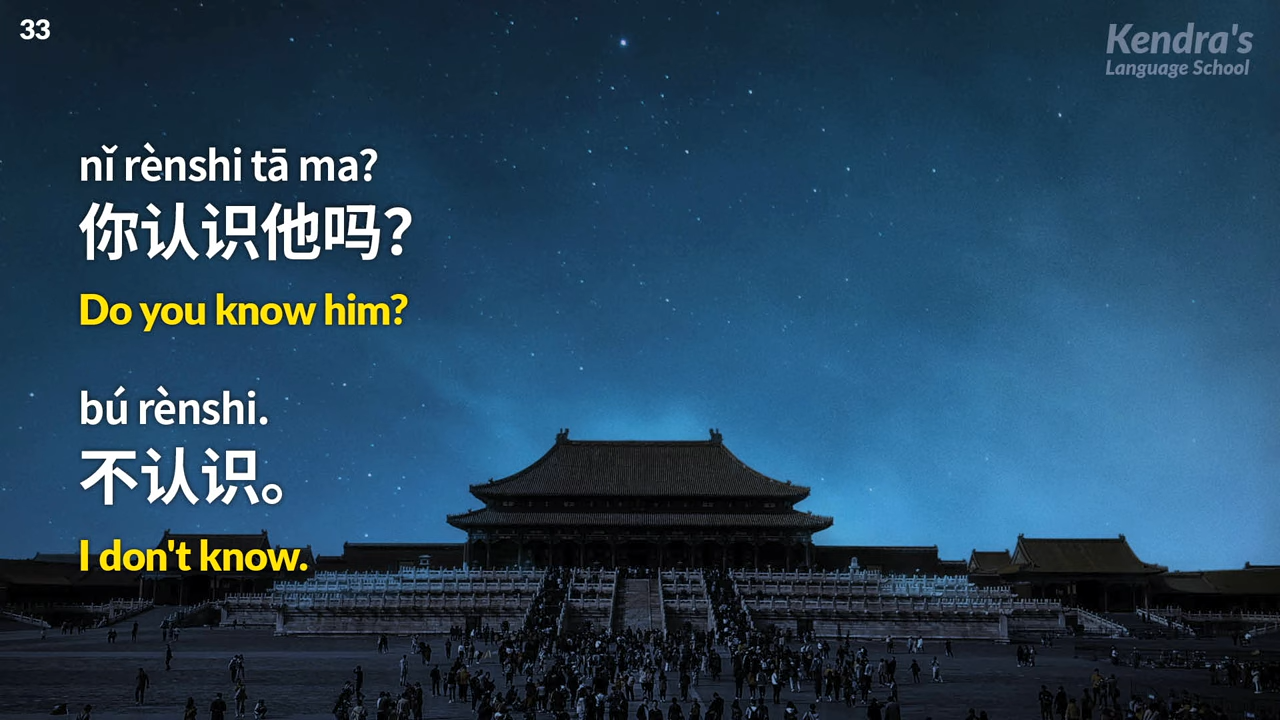 33
Kendra's
Language School
nǐ rènshi tā ma?
你认识他吗?
Do you know him?
bú rènshi.
不认识。
I don't know.